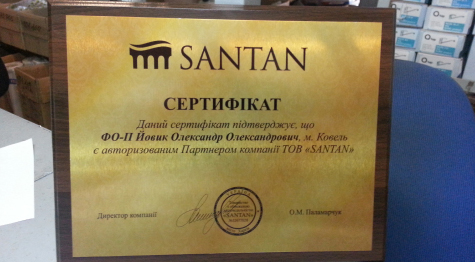 SANTAN
СЕРТИФІКАТ
Даний сертифікат підтверджує, що
ФО-П Йовик Олександр Олександрович, м. Ковель
є авторизованим Партнером компанії ТОВ «SANTAN»
Директор компанії
«SANTAN»
О.М. Паламарчук